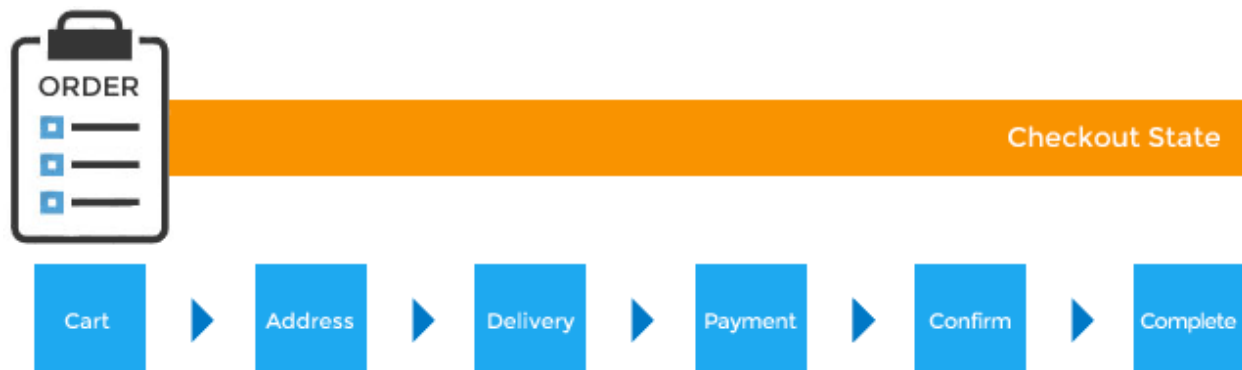 ORDER
Checkout State
Cart
Address
Delivery
Payment
Confirm
Complete